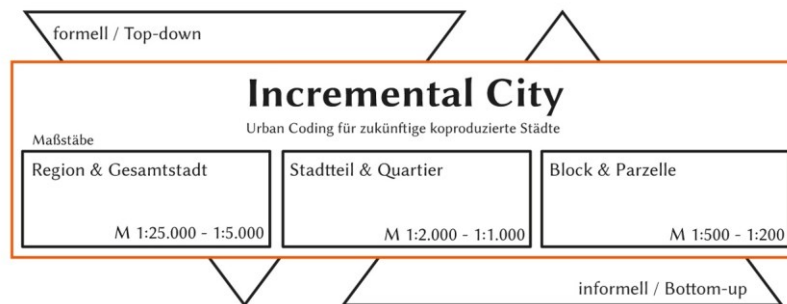 formell / Top-down
Incremental City
Urban Coding für zukünftige koproduzierte Städte
Maßstäbe
Region & Gesamtstadt
M 1:25.000 - 1:5.000
Stadtteil & Quartier
M 1:2.000 - 1:1.000
Block & Parzelle
M 1:500 - 1:200
informell / Bottom-up